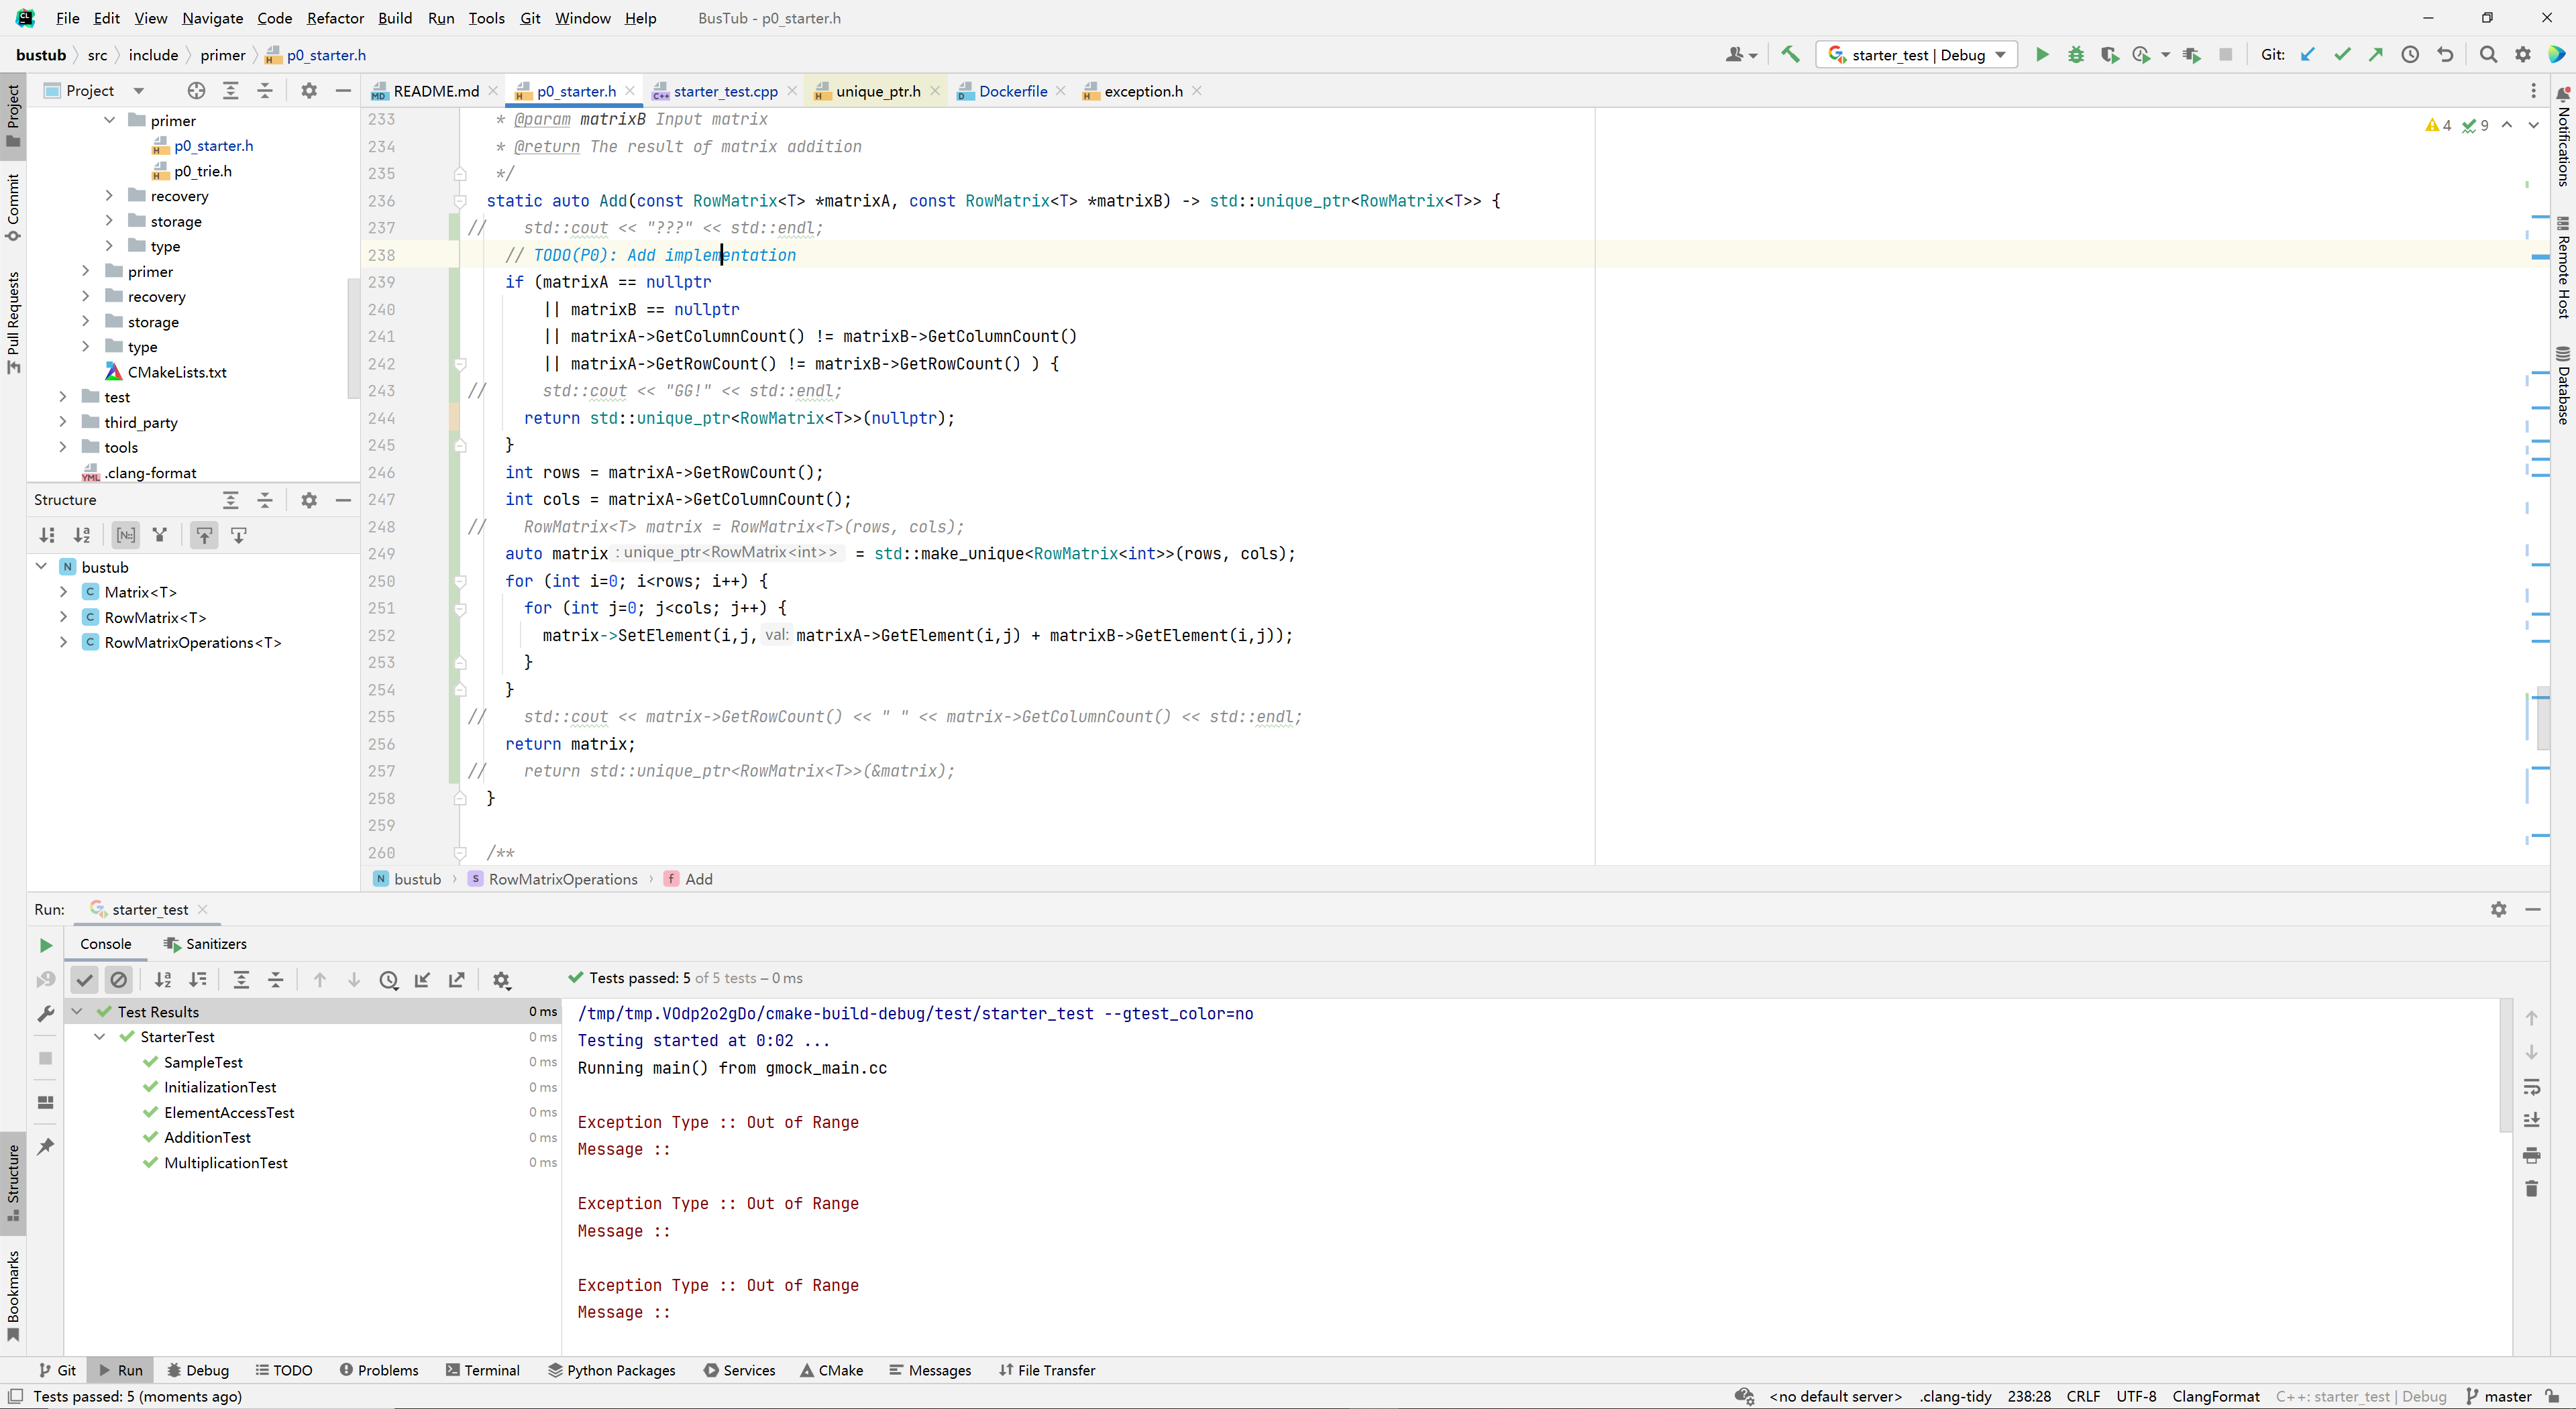 File Edit View Navigate Code Refactor Build Run Tools Git Window Help BusTub - p0_starter.h
bustub src include primer p0_starter.h starter_test | Debug Git:
Project README.md p0_starter.h starter_test.cpp unique_ptr.h Dockerfile exception.h
primer
p0_starter.h
p0_trie.h
recovery
storage
type
primer
recovery
storage
type
CMakeLists.txt
test
third_party
tools
.clang-format
Structure
bustub
Matrix<T>
RowMatrix<T>
RowMatrixOperations<T>
Project
Commit
Pull Requests
Structure
Bookmarks
4 9
233 * @param matrixB Input matrix
234 * @return The result of matrix addition
235 */
236 static auto Add(const RowMatrix<T> *matrixA, const RowMatrix<T> *matrixB) -> std::unique_ptr<RowMatrix<T>> {
237 // std::cout << "???" << std::endl;
238 // TODO(P0): Add implementation
239 if (matrixA == nullptr
240 || matrixB == nullptr
241 || matrixA->GetColumnCount() != matrixB->GetColumnCount()
242 || matrixA->GetRowCount() != matrixB->GetRowCount() ) {
243 // std::cout << "GG!" << std::endl;
244 return std::unique_ptr<RowMatrix<T>>(nullptr);
245 }
246 int rows = matrixA->GetRowCount();
247 int cols = matrixA->GetColumnCount();
248 // RowMatrix<T> matrix = RowMatrix<T>(rows, cols);
249 auto matrix : unique_ptr<RowMatrix<int>> = std::make_unique<RowMatrix<int>>(rows, cols);
250 for (int i=0; i<rows; i++) {
251 for (int j=0; j<cols; j++) {
252 matrix->SetElement(i,j, val: matrixA->GetElement(i,j) + matrixB->GetElement(i,j));
253 }
254 }
255 // std::cout << matrix->GetRowCount() << " " << matrix->GetColumnCount() << std::endl;
256 return matrix;
257 // return std::unique_ptr<RowMatrix<T>>(&matrix);
258 }
259
260 /**
bustub RowMatrixOperations Add
Notifications
Remote Host
Database
Run: starter_test
Console Sanitizers
Tests passed: 5 of 5 tests – 0 ms
Test Results 0 ms
StarterTest 0 ms
SampleTest 0 ms
InitializationTest 0 ms
ElementAccessTest 0 ms
AdditionTest 0 ms
MultiplicationTest 0 ms
/tmp/tmp.VOdp2o2gDo/cmake-build-debug/test/starter_test --gtest_color=no
Testing started at 0:02 ...
Running main() from gmock_main.cc
Exception Type :: Out of Range
Message ::
Exception Type :: Out of Range
Message ::
Exception Type :: Out of Range
Message ::
Git Run Debug TODO Problems Terminal Python Packages Services CMake Messages File Transfer
Tests passed: 5 (moments ago) <no default server> .clang-tidy 238:28 CRLF UTF-8 ClangFormat C++: starter_test | Debug master